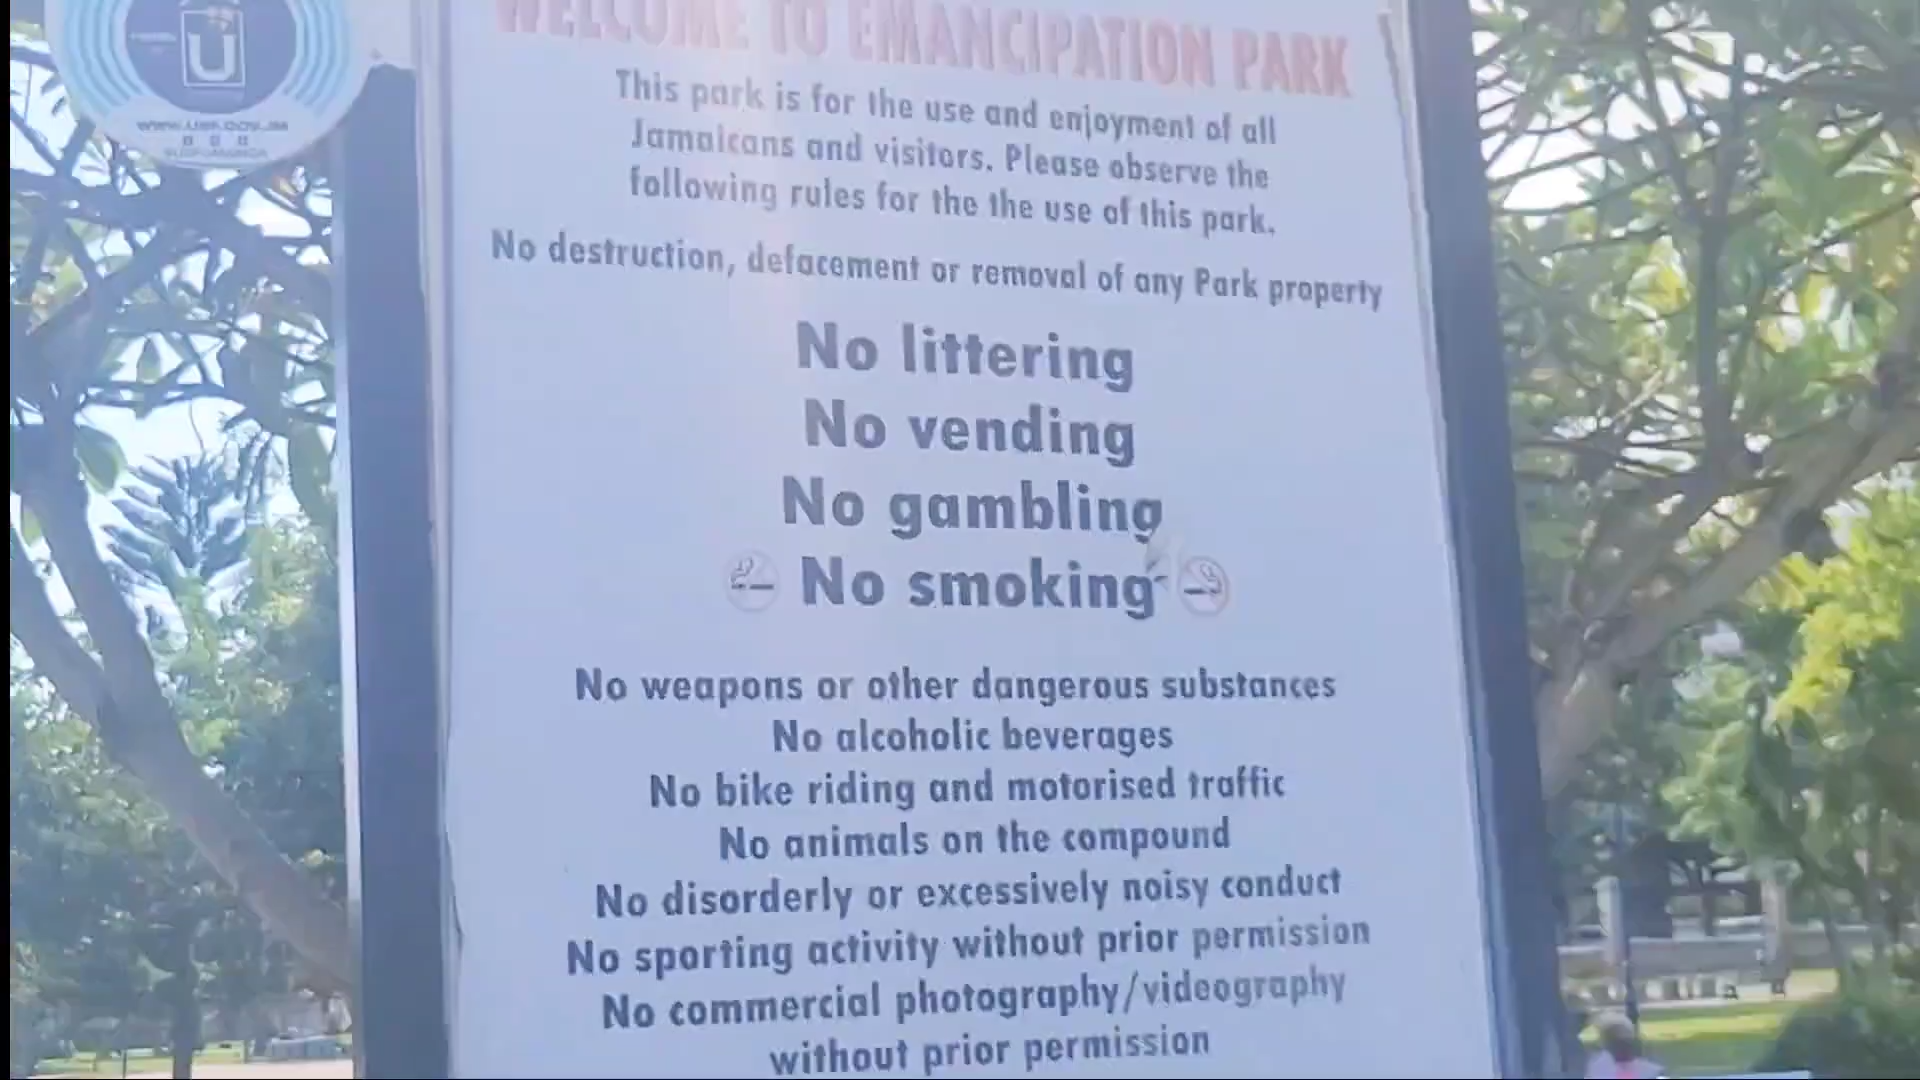 WELCOME TO EMANCIPATION PARK
This park is for the use and enjoyment of all
Jamaicans and visitors. Please observe the
following rules for the the use of this park.
No destruction, defacement or removal of any Park property
No littering
No vending
No gambling
No smoking
No weapons or other dangerous substances
No alcoholic beverages
No bike riding and motorised traffic
No animals on the compound
No disorderly or excessively noisy conduct
No sporting activity without prior permission
No commercial photography/videography
without prior permission
U